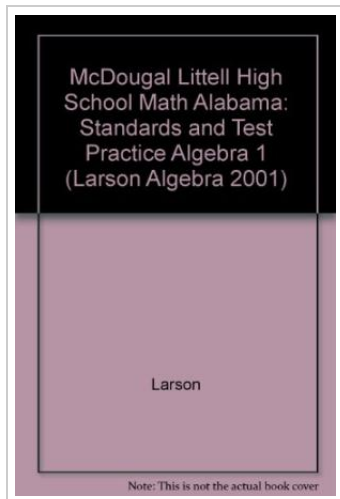 McDougal Littell High
School Math Alabama:
Standards and Test
Practice Algebra 1
(Larson Algebra 2001)
Larson
Note: This is not the actual book cover